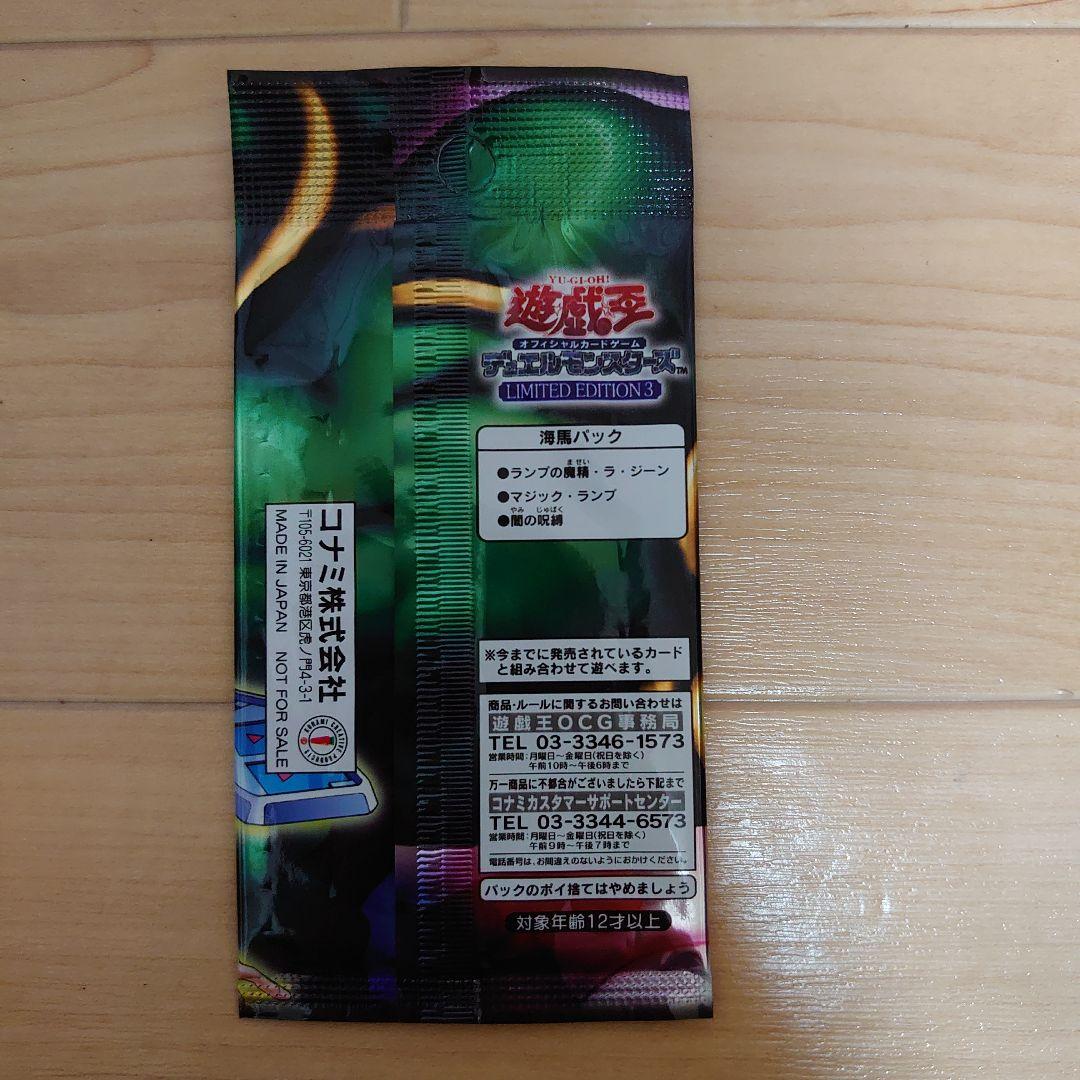 YU-GI-OH!
遊戯王
オフィシャルカードゲーム
デュエルモンスターズ™
LIMITED EDITION 3
海馬パック
●ランプの魔精・ラ・ジーン
ませい
●マジック・ランプ
やみ じゅばく
●闇の呪縛
※今までに発売されているカード
と組み合わせて遊べます。
商品・ルールに関するお問い合わせは
遊戯王OCG事務局
TEL 03-3346-1573
営業時間:月曜日〜金曜日(祝日を除く)
午前10時〜午後6時まで
万一商品に不都合がございましたら下記まで
コナミカスタマーサポートセンター
TEL 03-3344-6573
営業時間:月曜日〜金曜日(祝日を除く)
午前9時〜午後7時まで
電話番号は、お間違えのないようにおかけください。
パックのポイ捨てはやめましょう
対象年齢12才以上
コナミ株式会社
〒105-6021 東京都港区虎ノ門4-3-1
MADE IN JAPAN NOT FOR SALE
KONAMI CREATIVE PRODUCTS